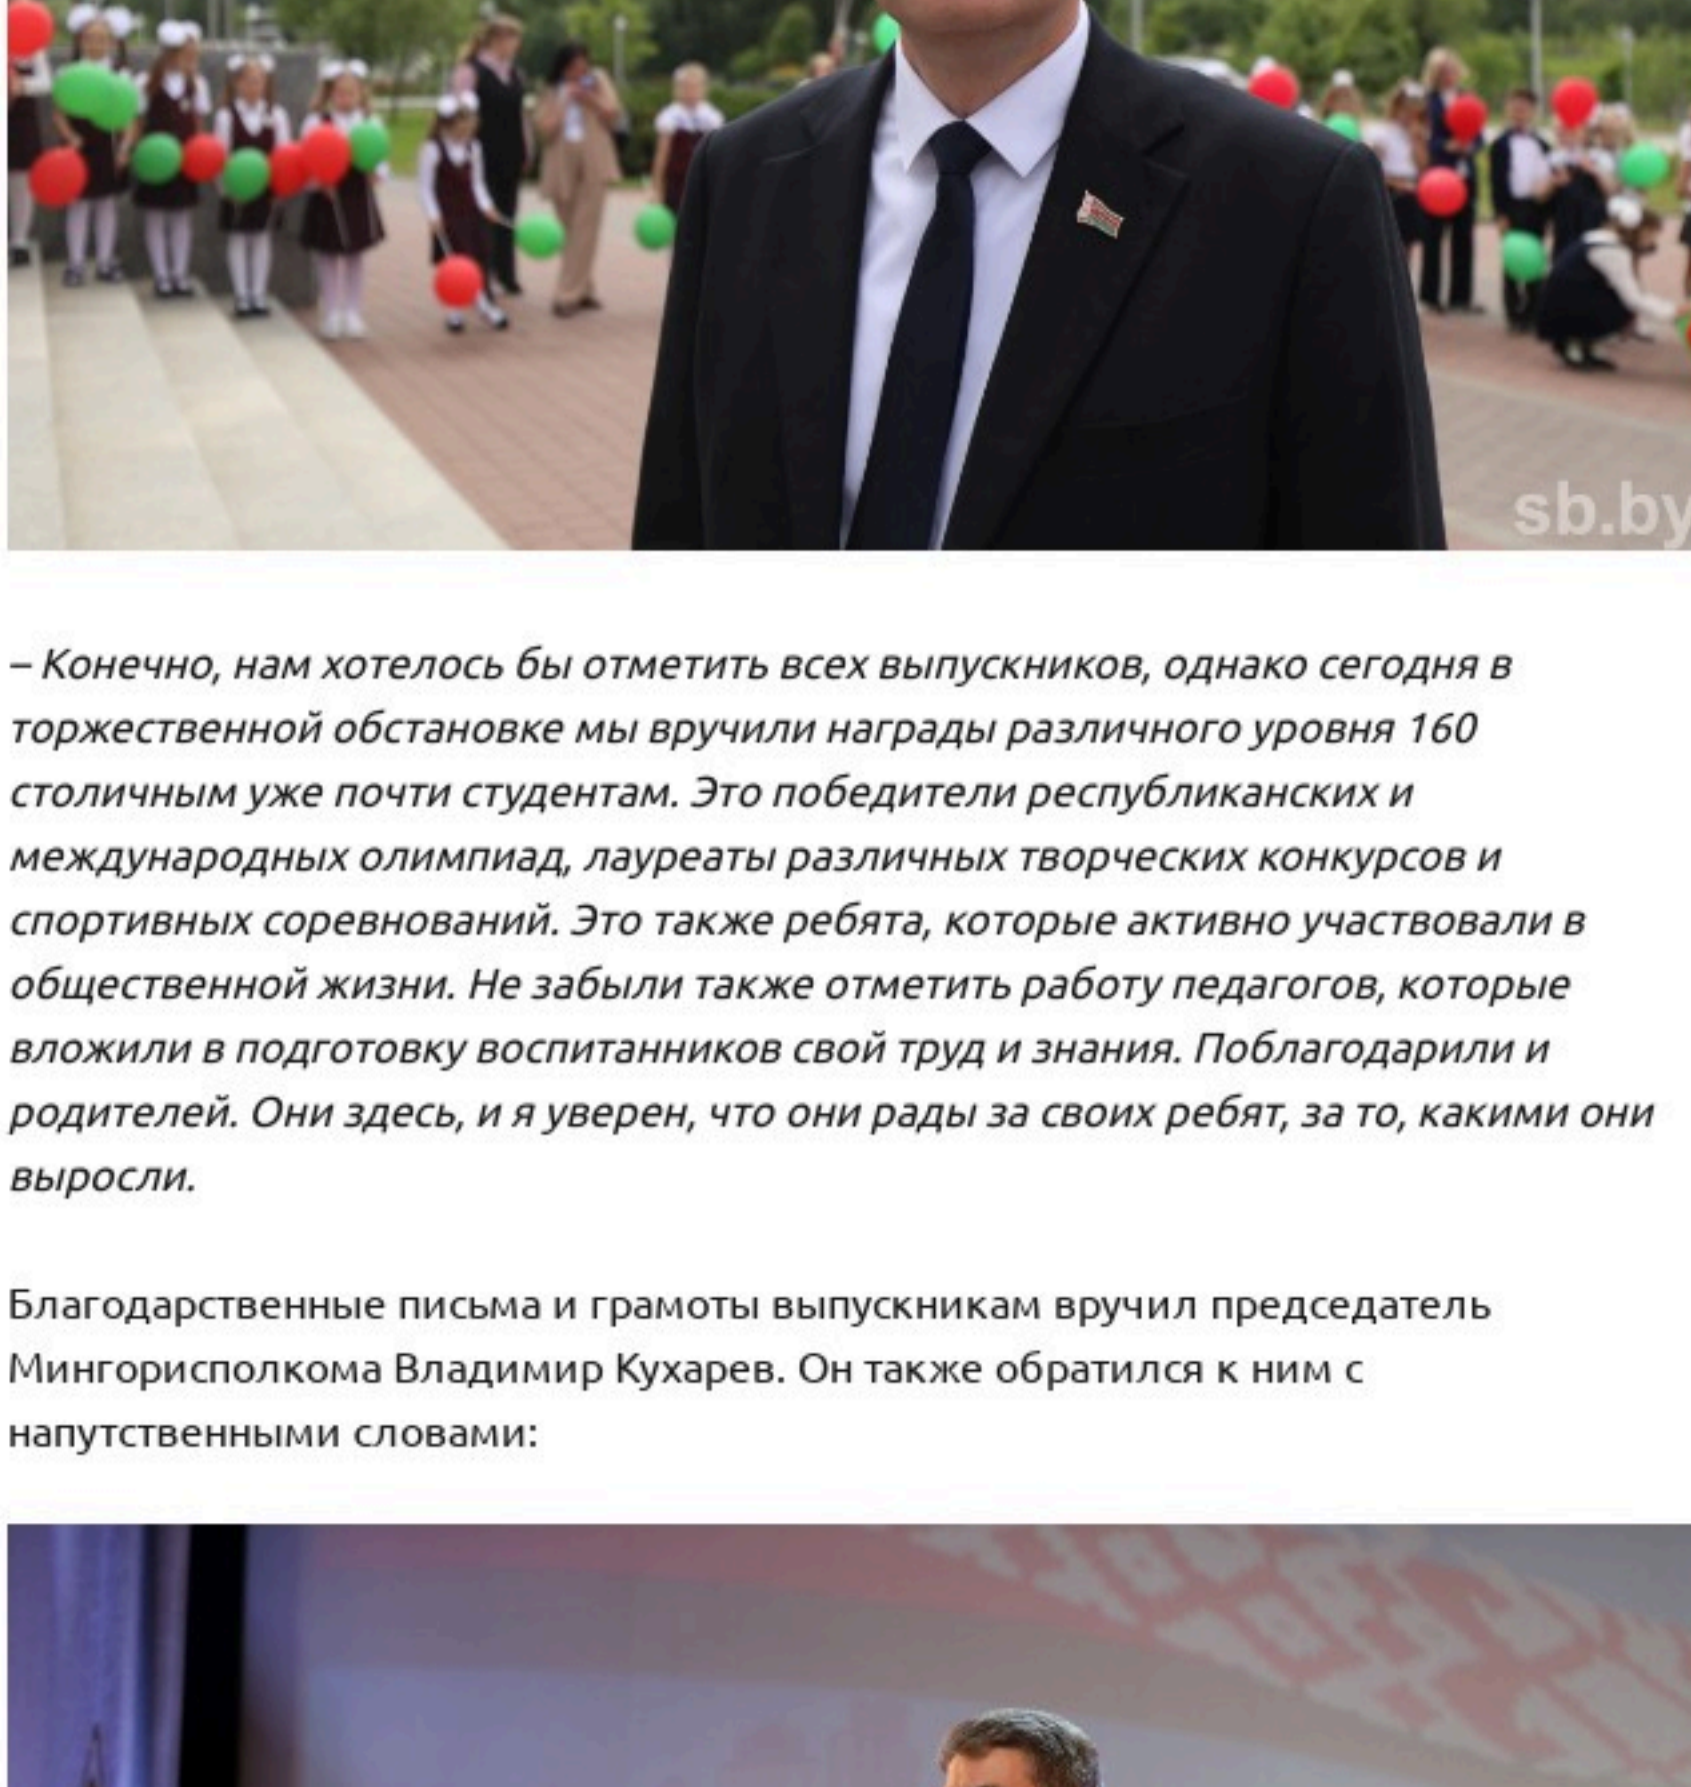 sb.by
– Конечно, нам хотелось бы отметить всех выпускников, однако сегодня в
торжественной обстановке мы вручили награды различного уровня 160
столичным уже почти студентам. Это победители республиканских и
международных олимпиад, лауреаты различных творческих конкурсов и
спортивных соревнований. Это также ребята, которые активно участвовали в
общественной жизни. Не забыли также отметить работу педагогов, которые
вложили в подготовку воспитанников свой труд и знания. Поблагодарили и
родителей. Они здесь, и я уверен, что они рады за своих ребят, за то, какими они
выросли.
Благодарственные письма и грамоты выпускникам вручил председатель
Мингорисполкома Владимир Кухарев. Он также обратился к ним с
напутственными словами: